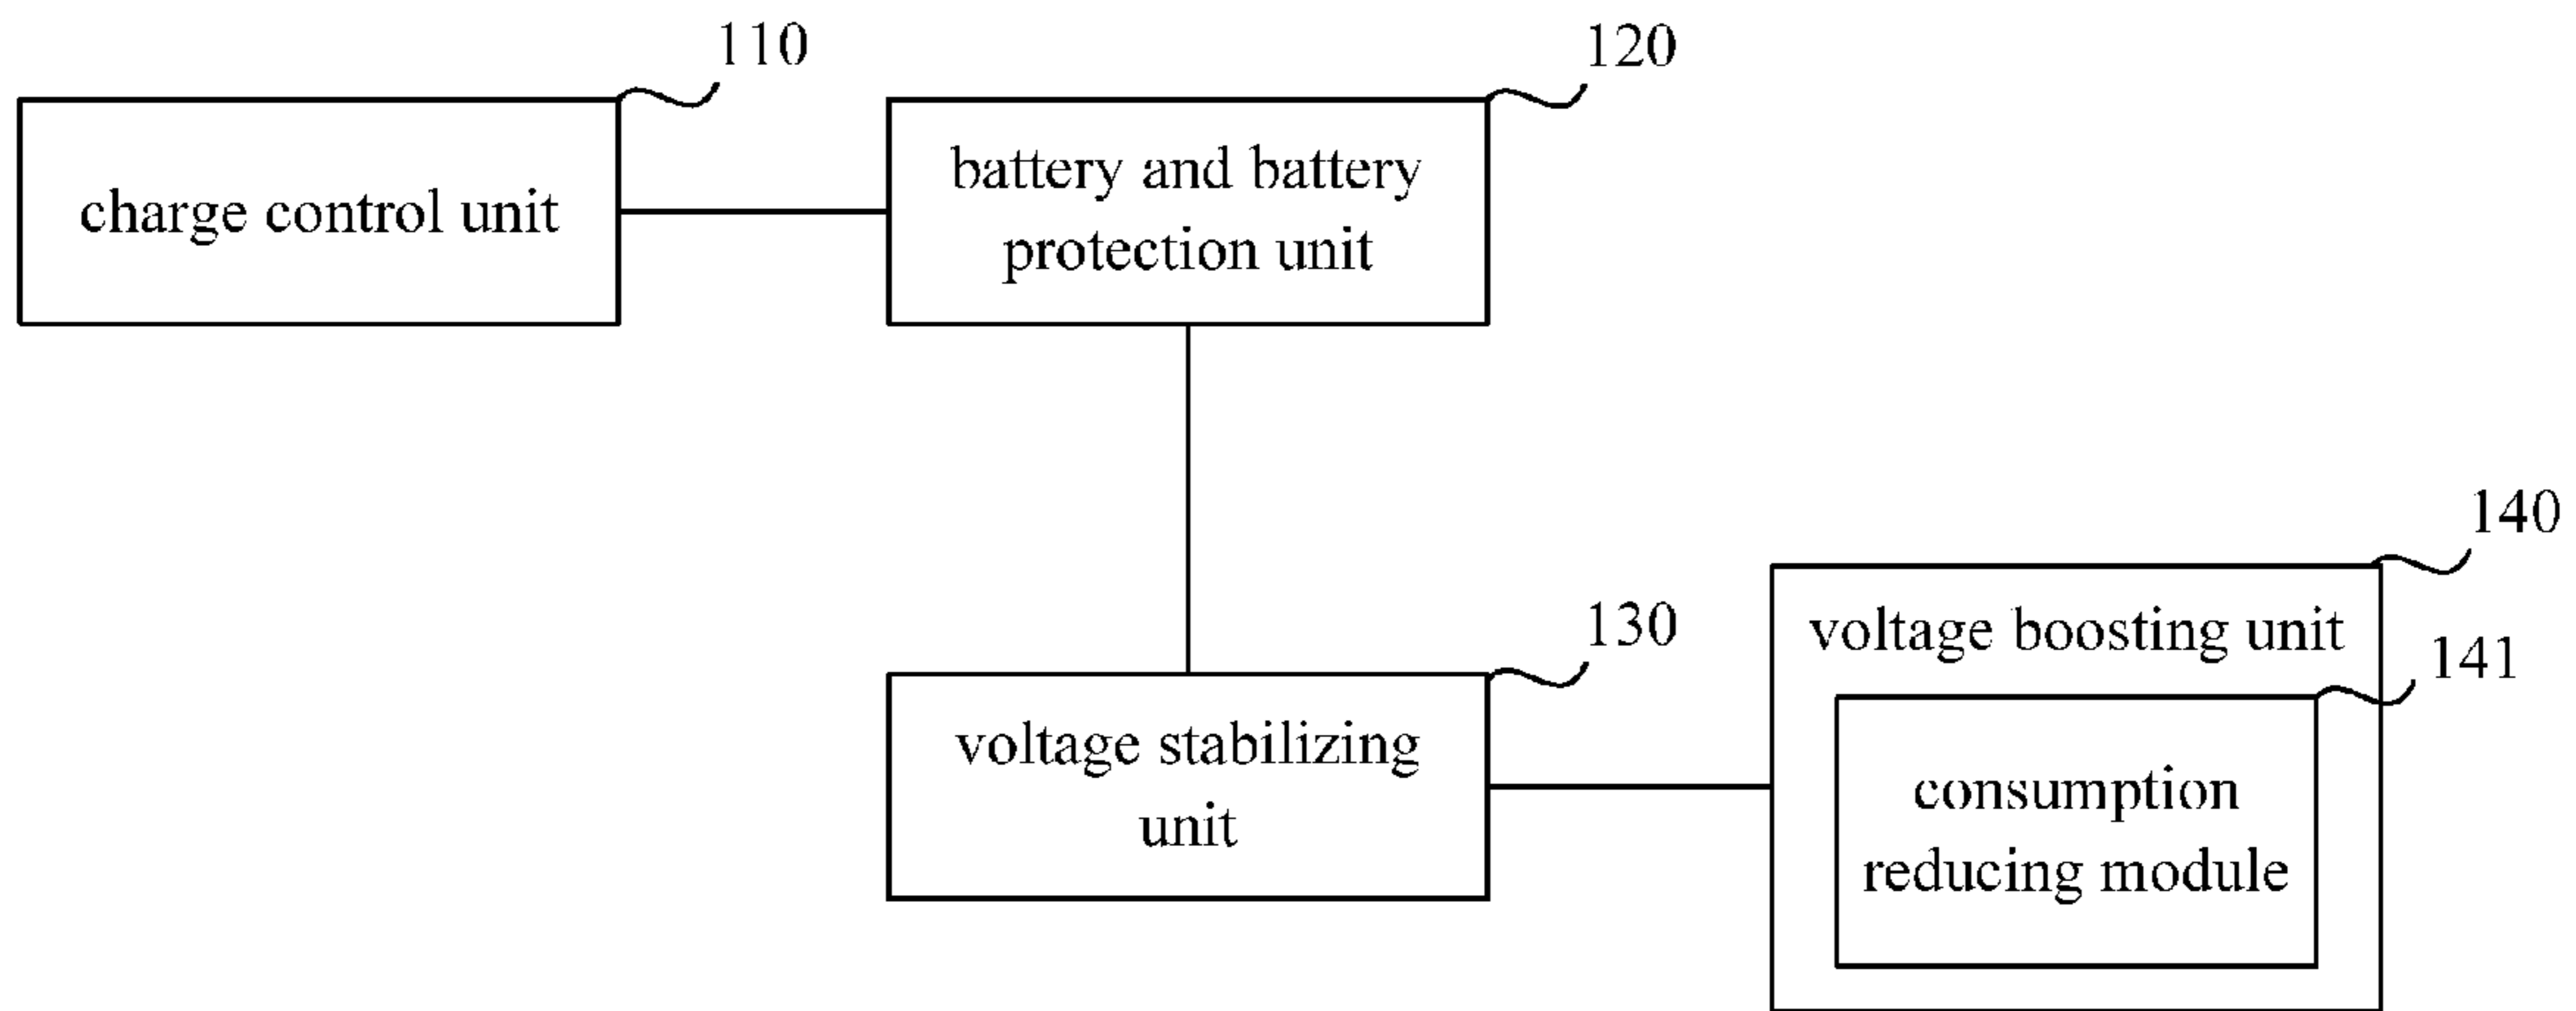 110
120
charge control unit
battery and battery
protection unit
140
130
voltage boosting unit
141
voltage stabilizing
unit
consumption
reducing module